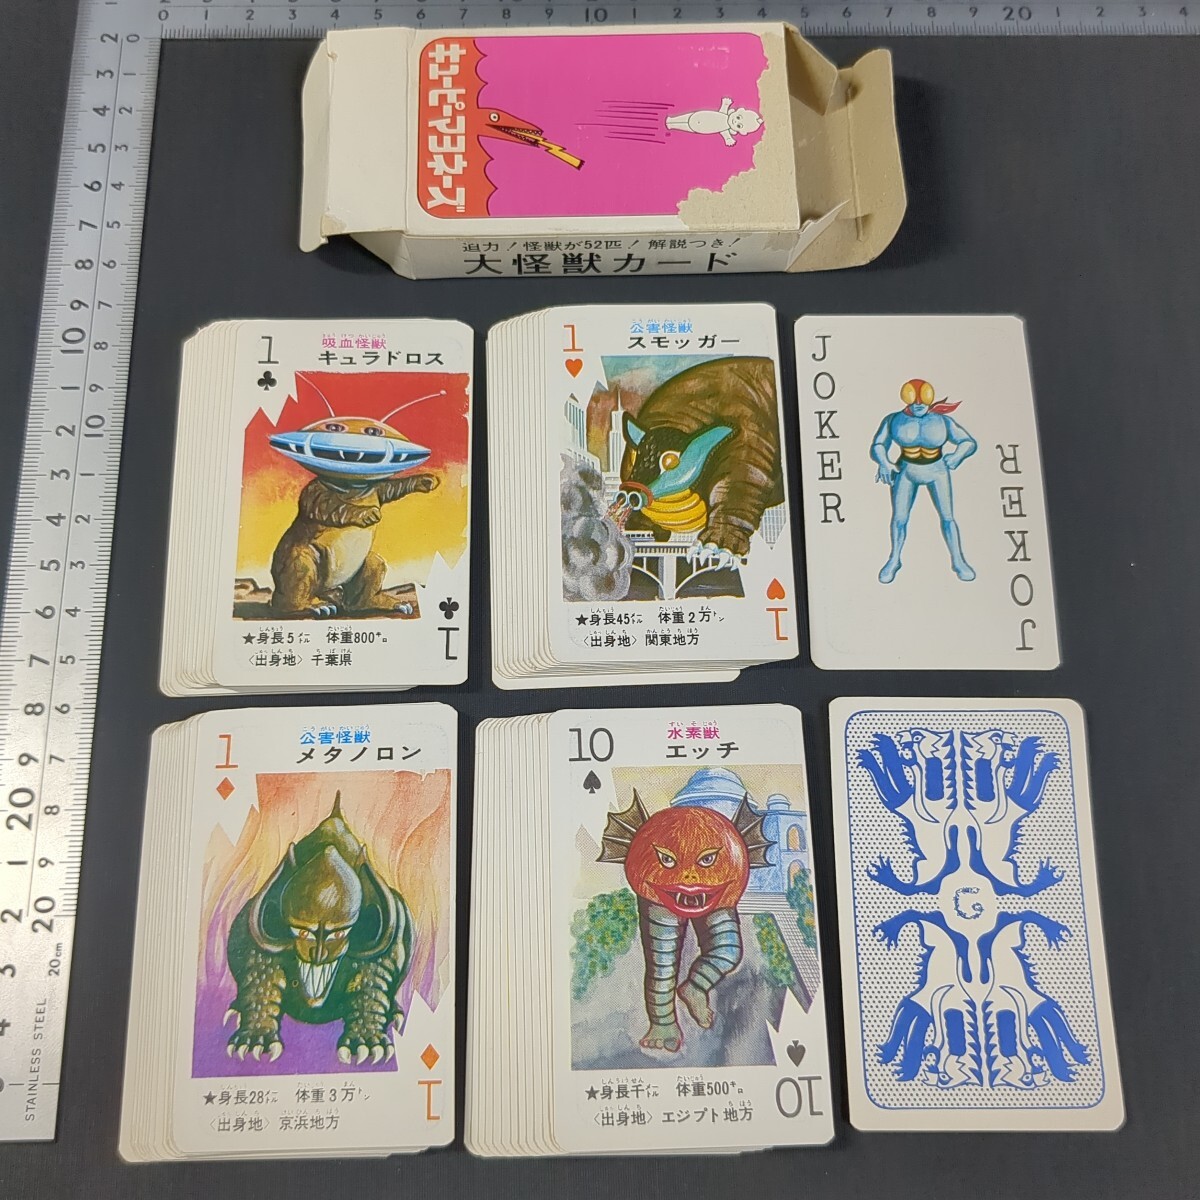 キューピーマヨネーズ
迫力!怪獣が52匹!解説つき!
大怪獣カード
1
吸血怪獣
キュラドロス
★身長5メートル 体重800キロ
〈出身地〉千葉県
1
1
公害怪獣
スモッガー
★身長45メートル 体重2万トン
〈出身地〉関東地方
1
JOKER
JOKER
1
公害怪獣
メタノロン
★身長28メートル 体重3万トン
〈出身地〉京浜地方
1
10
水素獣
エッチ
★身長千メートル 体重500キロ
〈出身地〉エジプト地方
10
G
STAINLESS STEEL
20cm